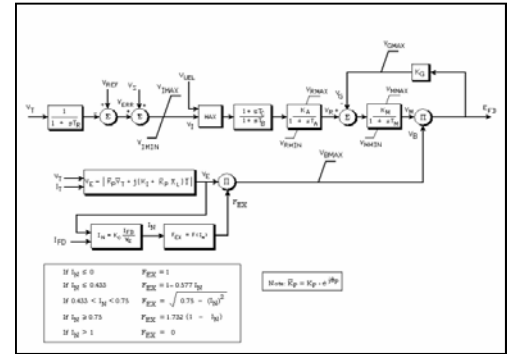 V_GMAX
K_G
V_REF
V_S
V_ERR
V_IMAX
V_UEL
V_RMAX
V_G
V_MMAX
V_T
1
1 + sT_R
Σ
Σ
V_I
MAX
1 + sT_C
1 + sT_B
K_A
1 + sT_A
V_R
Σ
K_M
1 + sT_M
V_M
Π
E_FD
V_IMIN
V_RMIN
V_MMIN
V_B
V_BMAX
V_T
I_T
V_E = |K_P V_T + j(K_I + K_P X_L) I|
V_E
Π
F_EX
I_FD
I_N = K_C I_FD / V_E
I_N
F_EX = F(I_N)
If I_N ≤ 0 F_EX = 1
If I_N ≤ 0.433 F_EX = 1- 0.577 I_N
If 0.433 < I_N < 0.75 F_EX = √(0.75 - (I_N)^2)
If I_N ≥ 0.75 F_EX = 1.732 (1 - I_N)
If I_N > 1 F_EX = 0
Note: K_P = K_P · e^jθp